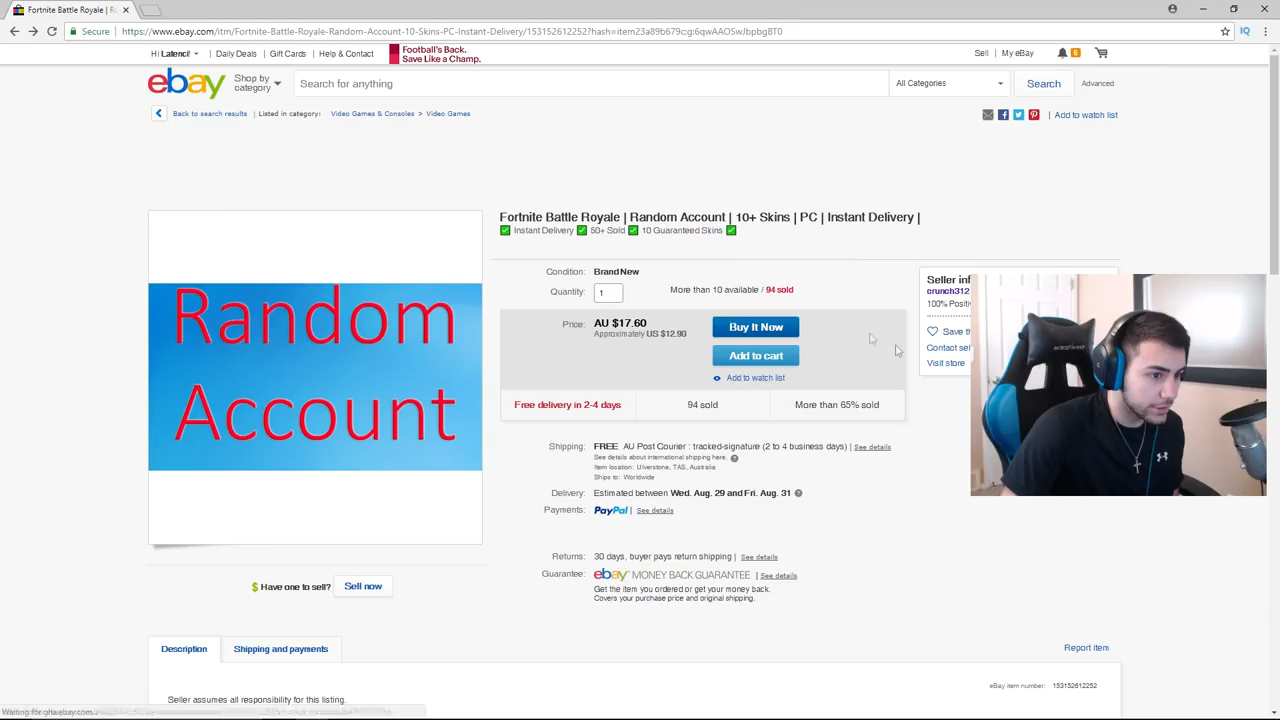 Fortnite Battle Royale | R
Secure
https://www.ebay.com/itm/Fortnite-Battle-Royale-Random-Account-10-Skins-PC-Instant-Delivery/153152612252?hash=item23a89b679cg:6qwAAOSwJbpbgBT0
Hi Latenci!
Daily Deals
Gift Cards
Help & Contact
Football's Back.
Save Like a Champ.
Sell
My eBay
6
ebay
Shop by
category
Search for anything
All Categories
Search
Advanced
Back to search results
Listed in category:
Video Games & Consoles > Video Games
Add to watch list
Fortnite Battle Royale | Random Account | 10+ Skins | PC | Instant Delivery |
✅ Instant Delivery ✅ 50+ Sold ✅ 10 Guaranteed Skins ✅
Condition: Brand New
Quantity: 1
More than 10 available / 94 sold
Price: AU $17.60
Approximately US $12.90
Buy It Now
Add to cart
Add to watch list
Free delivery in 2-4 days
94 sold
More than 65% sold
Random
Account
Seller inf
crunch312
100% Positi
Save th
Contact sel
Visit store
Shipping: FREE AU Post Courier : tracked-signature (2 to 4 business days) | See details
See details about international shipping here.
Item location: Ulverstone, TAS, Australia
Ships to: Worldwide
Delivery: Estimated between Wed. Aug. 29 and Fri. Aug. 31
Payments: PayPal | See details
Returns: 30 days, buyer pays return shipping | See details
Guarantee: ebay MONEY BACK GUARANTEE | See details
Get the item you ordered or get your money back.
Covers your purchase price and original shipping.
$ Have one to sell? Sell now
Description
Shipping and payments
Report item
eBay item number: 153152612252
Seller assumes all responsibility for this listing.